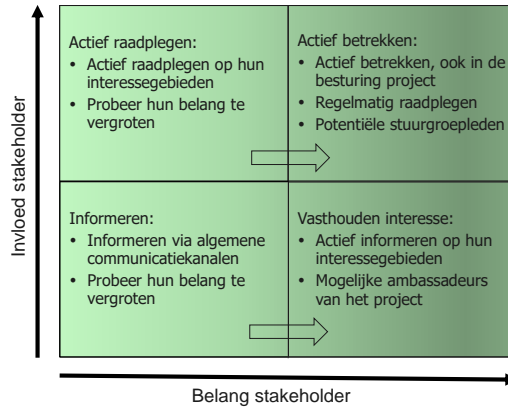 Invloed stakeholder
Actief raadplegen:
• Actief raadplegen op hun
interessegebieden
• Probeer hun belang te
vergroten
Actief betrekken:
• Actief betrekken, ook in de
besturing project
• Regelmatig raadplegen
• Potentiële stuurgroepleden
Informeren:
• Informeren via algemene
communicatiekanalen
• Probeer hun belang te
vergroten
Vasthouden interesse:
• Actief informeren op hun
interessegebieden
• Mogelijke ambassadeurs
van het project
Belang stakeholder